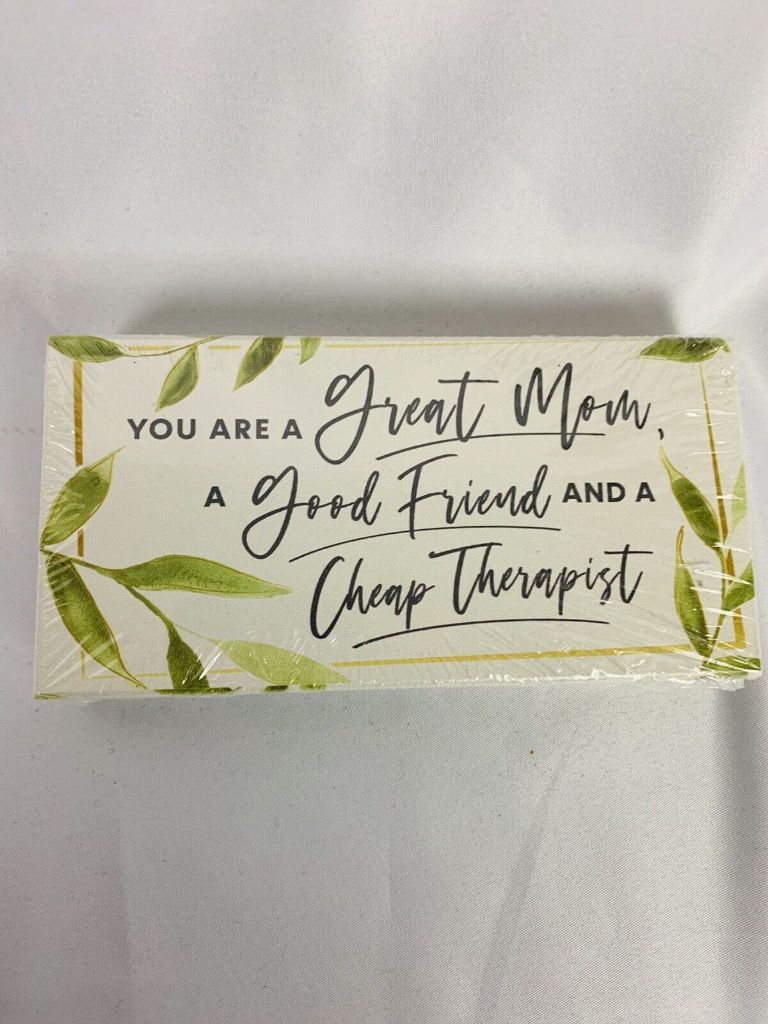 YOU ARE A Great Mom,
A Good Friend AND A
Cheap Therapist